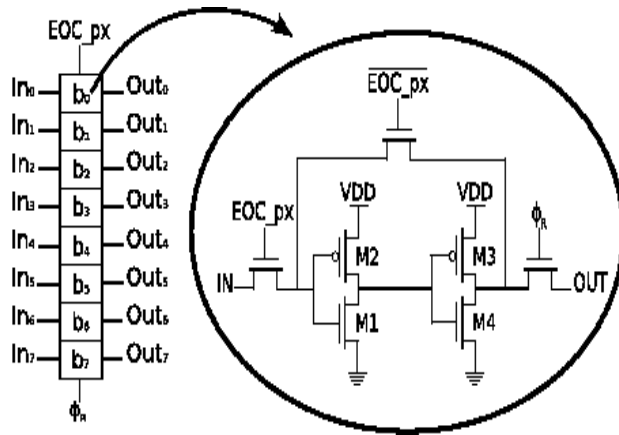 EOC_px
In₀ b₀ Out₀
In₁ b₁ Out₁
In₂ b₂ Out₂
In₃ b₃ Out₃
In₄ b₄ Out₄
In₅ b₅ Out₅
In₆ b₆ Out₆
In₇ b₇ Out₇
ϕR
E͞O͞C͞_͞p͞x͞
VDD VDD
EOC_px ϕR
M2 M3
IN OUT
M1 M4